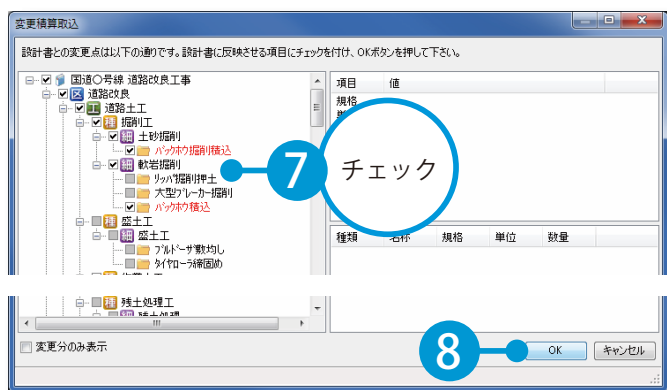 変更積算取込
設計書との変更点は以下の通りです。設計書に反映させる項目にチェックを付け、OKボタンを押して下さい。
国道○号線 道路改良工事
区 道路改良
工 道路土工
種 掘削工
細 土砂掘削
バックホウ掘削積込
細 軟岩掘削
リッパ掘削押土
大型ブレーカー掘削
バックホウ積込
種 盛土工
細 盛土工
ブルドーザ敷均し
タイヤローラ締固め
種 残土処理工
項目 値
規格
7
チェック
種類 名称 規格 単位 数量
変更分のみ表示
8
OK
キャンセル